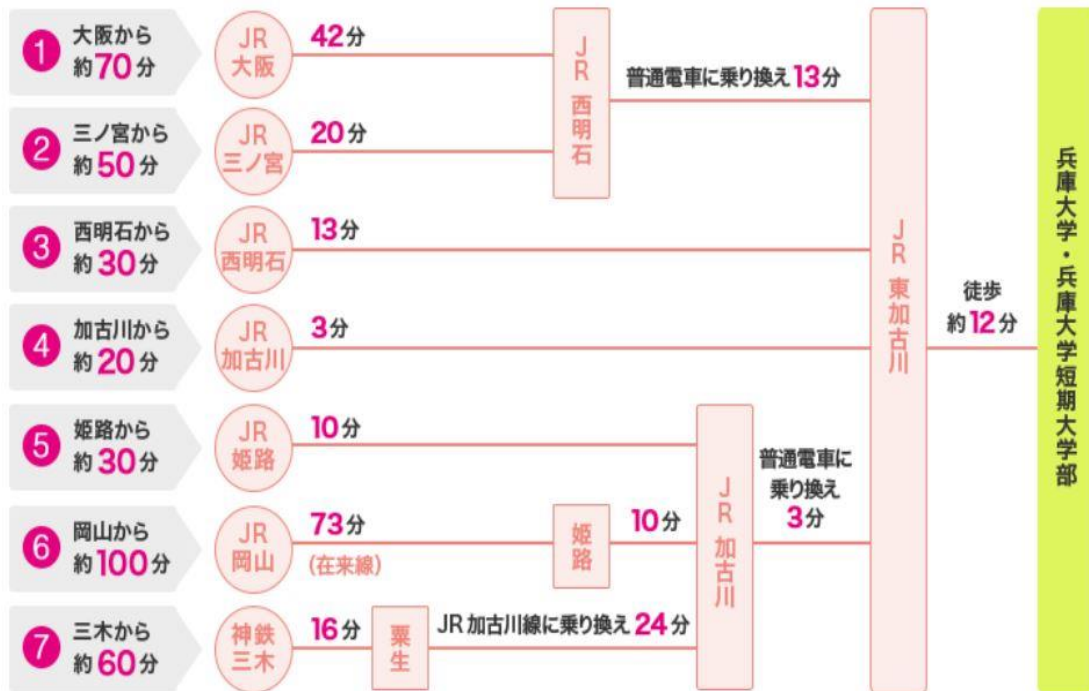 1
大阪から
約70分
JR
大阪
42分
JR 西明石
普通電車に乗り換え13分
2
三ノ宮から
約50分
JR
三ノ宮
20分
3
西明石から
約30分
JR
西明石
13分
JR 東加古川
徒歩
約12分
兵庫大学・兵庫大学短期大学部
4
加古川から
約20分
JR
加古川
3分
5
姫路から
約30分
JR
姫路
10分
JR 加古川
普通電車に
乗り換え
3分
6
岡山から
約100分
JR
岡山
73分
(在来線)
姫路
10分
7
三木から
約60分
神鉄
三木
16分
粟生
JR加古川線に乗り換え24分